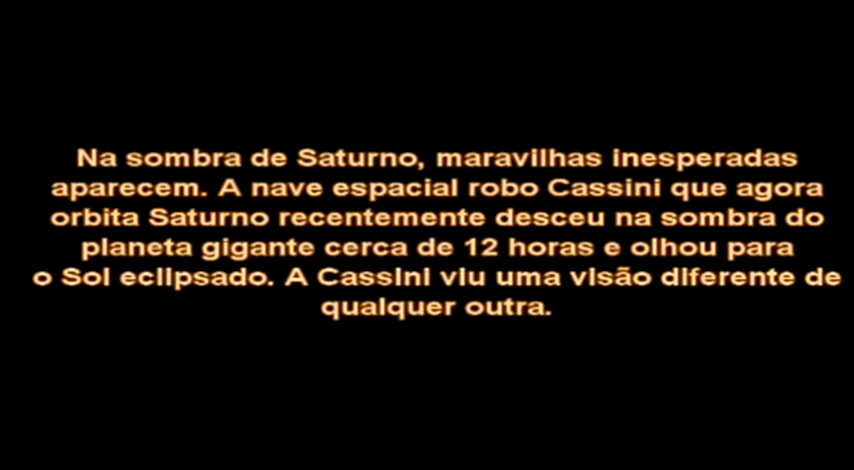 Na sombra de Saturno, maravilhas inesperadas
aparecem. A nave espacial robo Cassini que agora
orbita Saturno recentemente desceu na sombra do
planeta gigante cerca de 12 horas e olhou para
o Sol eclipsado. A Cassini viu uma visão diferente de
qualquer outra.